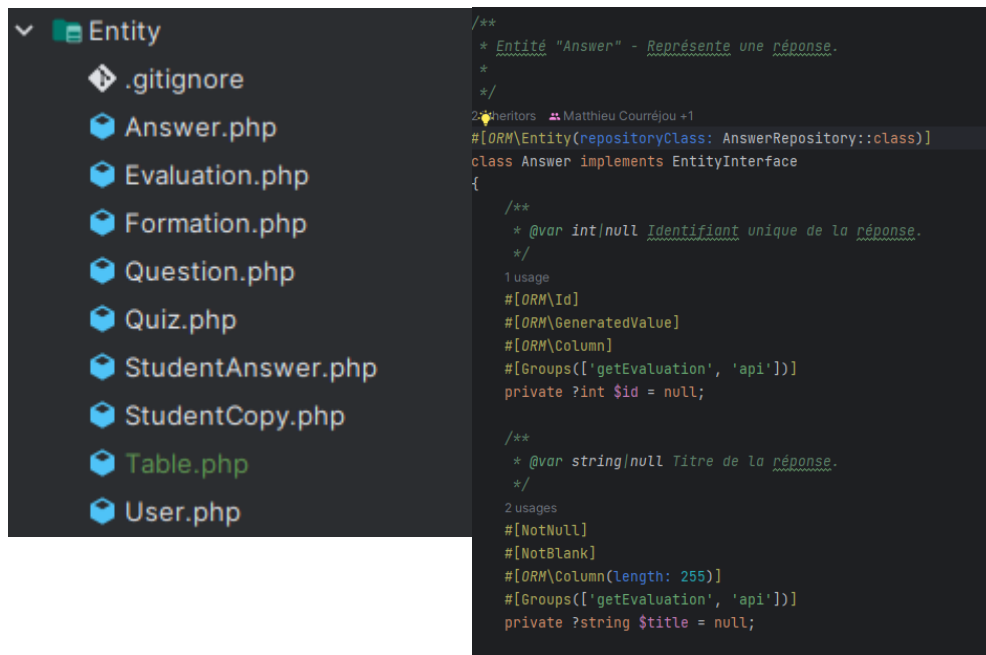 Entity
.gitignore
Answer.php
Evaluation.php
Formation.php
Question.php
Quiz.php
StudentAnswer.php
StudentCopy.php
Table.php
User.php
/**
* Entité "Answer" - Représente une réponse.
*
*/
Matthieu Courréjou +1
#[ORM\Entity(repositoryClass: AnswerRepository::class)]
class Answer implements EntityInterface
{
/**
* @var int|null Identifiant unique de la réponse.
*/
1 usage
#[ORM\Id]
#[ORM\GeneratedValue]
#[ORM\Column]
#[Groups(['getEvaluation', 'api'])]
private ?int $id = null;
/**
* @var string|null Titre de la réponse.
*/
2 usages
#[NotNull]
#[NotBlank]
#[ORM\Column(length: 255)]
#[Groups(['getEvaluation', 'api'])]
private ?string $title = null;